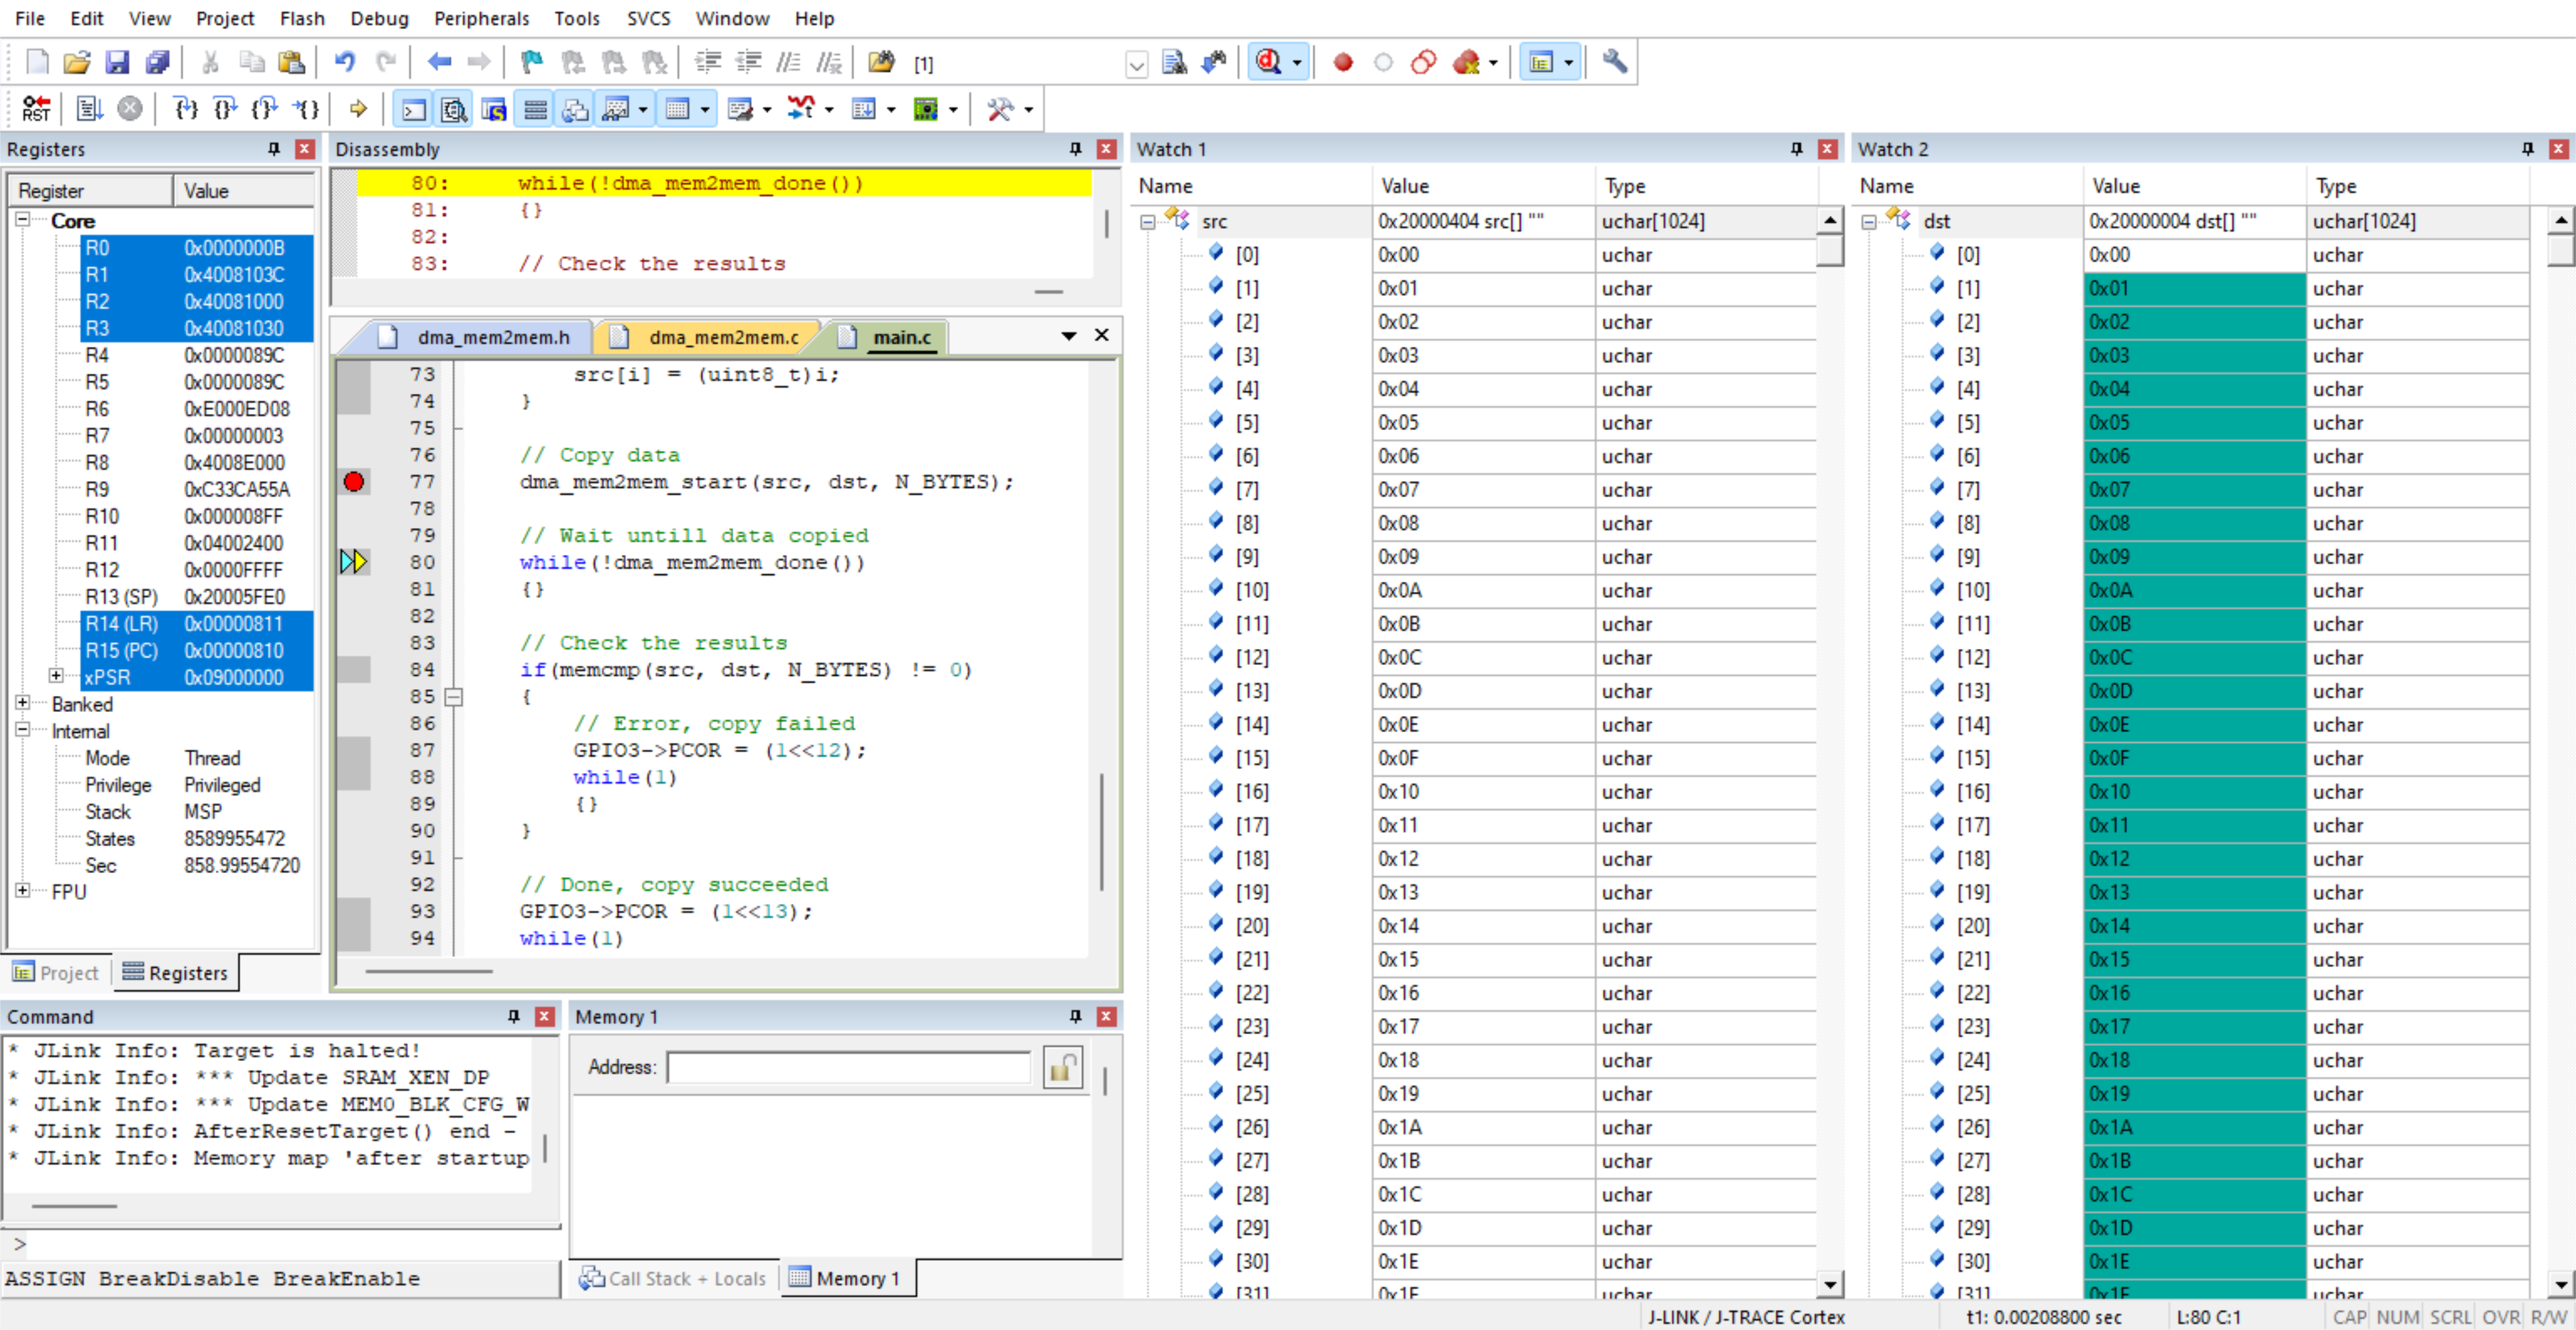 File Edit View Project Flash Debug Peripherals Tools SVCS Window Help
[1]
RST
Registers
Register Value
Core
R0 0x0000000B
R1 0x4008103C
R2 0x40081000
R3 0x40081030
R4 0x0000089C
R5 0x0000089C
R6 0xE000ED08
R7 0x00000003
R8 0x4008E000
R9 0xC33CA55A
R10 0x000008FF
R11 0x04002400
R12 0x0000FFFF
R13 (SP) 0x20005FE0
R14 (LR) 0x00000811
R15 (PC) 0x00000810
xPSR 0x09000000
Banked
Internal
Mode Thread
Privilege Privileged
Stack MSP
States 8589955472
Sec 858.99554720
FPU
Project Registers
Disassembly
80: while(!dma_mem2mem_done())
81: {}
82:
83: // Check the results
dma_mem2mem.h dma_mem2mem.c main.c
73 src[i] = (uint8_t)i;
74 }
75
76 // Copy data
77 dma_mem2mem_start(src, dst, N_BYTES);
78
79 // Wait untill data copied
80 while(!dma_mem2mem_done())
81 {}
82
83 // Check the results
84 if(memcmp(src, dst, N_BYTES) != 0)
85 {
86 // Error, copy failed
87 GPIO3->PCOR = (1<<12);
88 while(1)
89 {}
90 }
91
92 // Done, copy succeeded
93 GPIO3->PCOR = (1<<13);
94 while(1)
Command
* JLink Info: Target is halted!
* JLink Info: *** Update SRAM_XEN_DP
* JLink Info: *** Update MEM0_BLK_CFG_W
* JLink Info: AfterResetTarget() end -
* JLink Info: Memory map 'after startup
>
ASSIGN BreakDisable BreakEnable
Memory 1
Address:
Call Stack + Locals Memory 1
Watch 1
Name Value Type
src 0x20000404 src[] "" uchar[1024]
[0] 0x00 uchar
[1] 0x01 uchar
[2] 0x02 uchar
[3] 0x03 uchar
[4] 0x04 uchar
[5] 0x05 uchar
[6] 0x06 uchar
[7] 0x07 uchar
[8] 0x08 uchar
[9] 0x09 uchar
[10] 0x0A uchar
[11] 0x0B uchar
[12] 0x0C uchar
[13] 0x0D uchar
[14] 0x0E uchar
[15] 0x0F uchar
[16] 0x10 uchar
[17] 0x11 uchar
[18] 0x12 uchar
[19] 0x13 uchar
[20] 0x14 uchar
[21] 0x15 uchar
[22] 0x16 uchar
[23] 0x17 uchar
[24] 0x18 uchar
[25] 0x19 uchar
[26] 0x1A uchar
[27] 0x1B uchar
[28] 0x1C uchar
[29] 0x1D uchar
[30] 0x1E uchar
[31] 0x1F uchar
Watch 2
Name Value Type
dst 0x20000004 dst[] "" uchar[1024]
[0] 0x00 uchar
[1] 0x01 uchar
[2] 0x02 uchar
[3] 0x03 uchar
[4] 0x04 uchar
[5] 0x05 uchar
[6] 0x06 uchar
[7] 0x07 uchar
[8] 0x08 uchar
[9] 0x09 uchar
[10] 0x0A uchar
[11] 0x0B uchar
[12] 0x0C uchar
[13] 0x0D uchar
[14] 0x0E uchar
[15] 0x0F uchar
[16] 0x10 uchar
[17] 0x11 uchar
[18] 0x12 uchar
[19] 0x13 uchar
[20] 0x14 uchar
[21] 0x15 uchar
[22] 0x16 uchar
[23] 0x17 uchar
[24] 0x18 uchar
[25] 0x19 uchar
[26] 0x1A uchar
[27] 0x1B uchar
[28] 0x1C uchar
[29] 0x1D uchar
[30] 0x1E uchar
[31] 0x1F uchar
J-LINK / J-TRACE Cortex t1: 0.00208800 sec L:80 C:1 CAP NUM SCRL OVR R/W